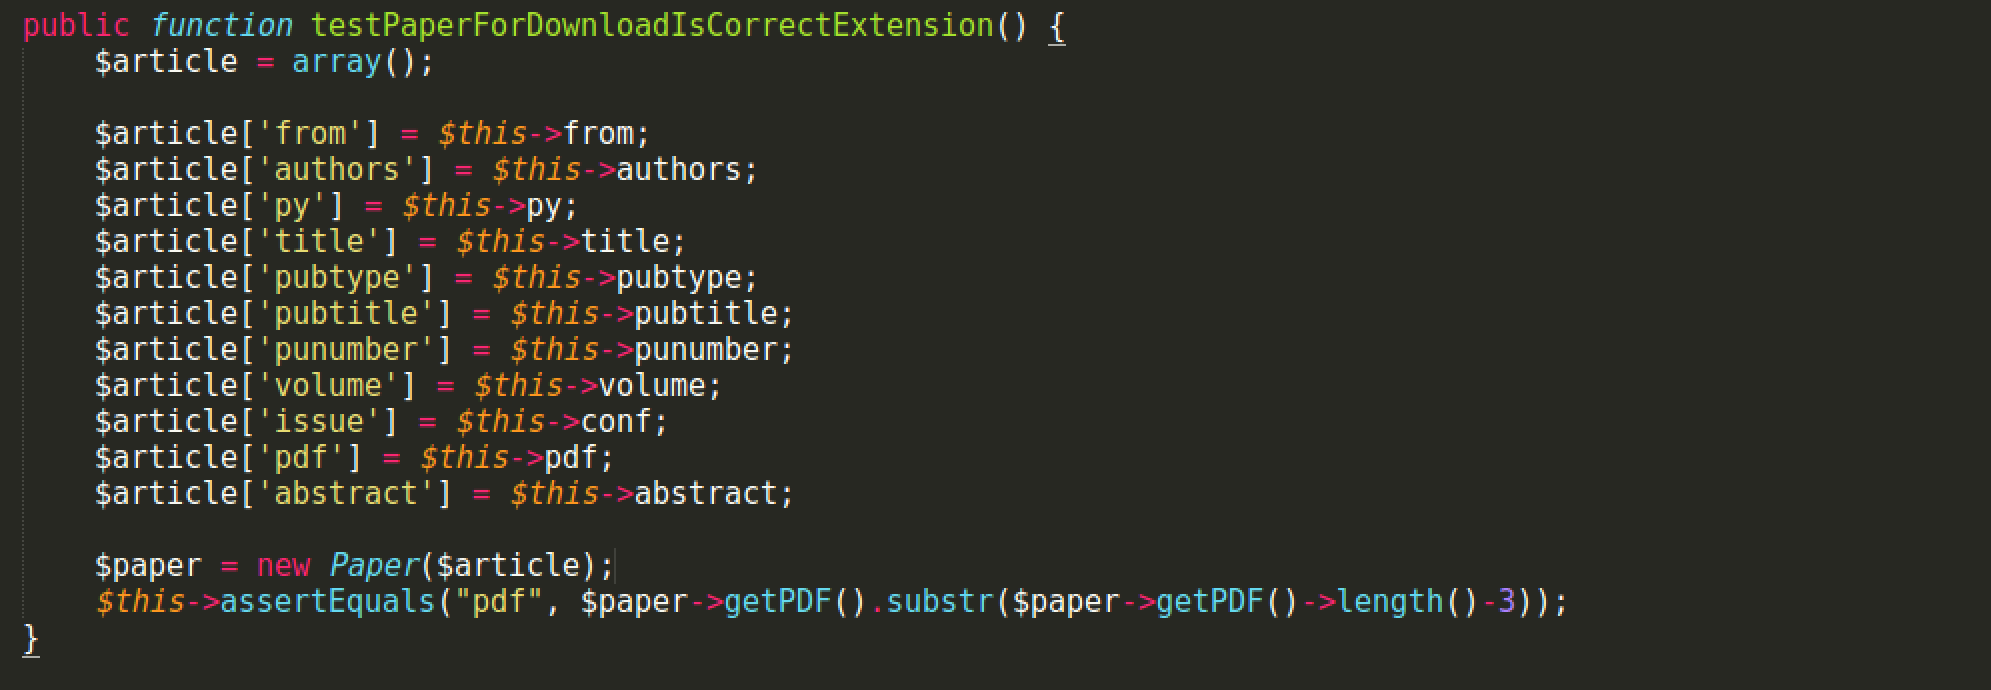 public function testPaperForDownloadIsCorrectExtension() {
    $article = array();

    $article['from'] = $this->from;
    $article['authors'] = $this->authors;
    $article['py'] = $this->py;
    $article['title'] = $this->title;
    $article['pubtype'] = $this->pubtype;
    $article['pubtitle'] = $this->pubtitle;
    $article['punumber'] = $this->punumber;
    $article['volume'] = $this->volume;
    $article['issue'] = $this->conf;
    $article['pdf'] = $this->pdf;
    $article['abstract'] = $this->abstract;

    $paper = new Paper($article);
    $this->assertEquals("pdf", $paper->getPDF().substr($paper->getPDF()->length()-3));
}